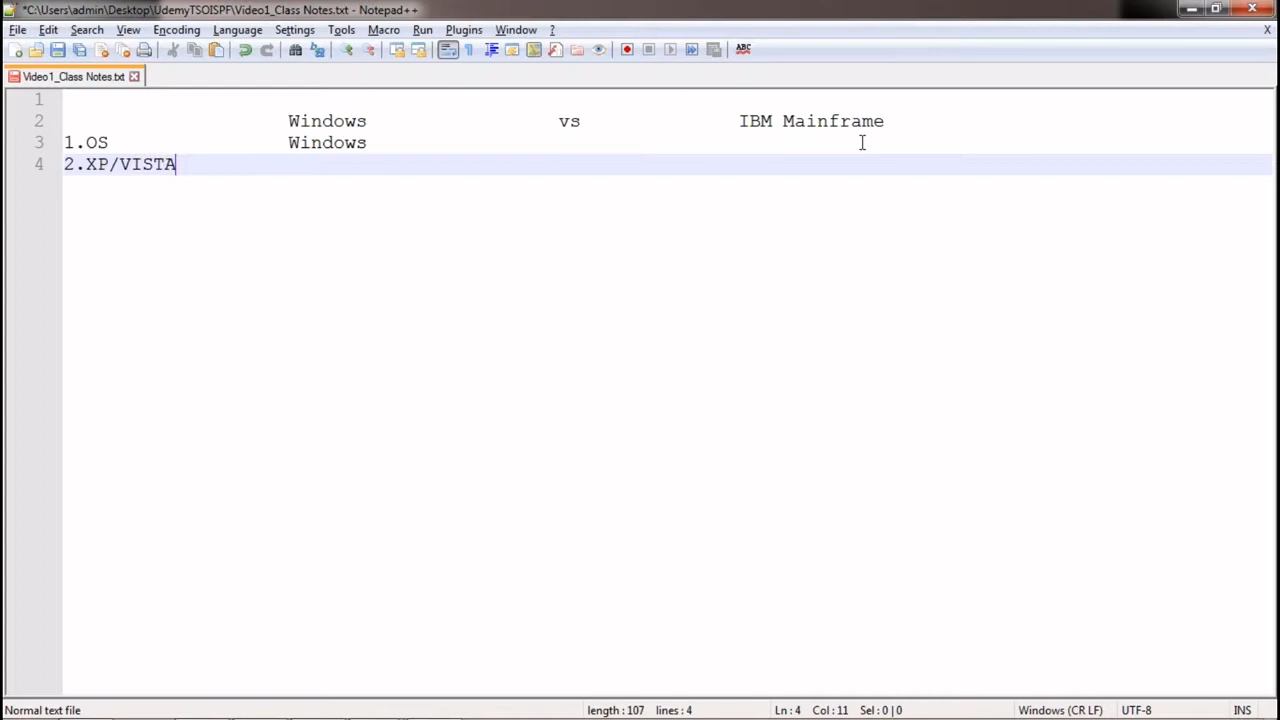 *C:\Users\admin\Desktop\UdemyTSOISPF\Video1_Class Notes.txt - Notepad++
File Edit Search View Encoding Language Settings Tools Macro Run Plugins Window ? X
ABC
Video1_Class Notes.txt
1
2 Windows vs IBM Mainframe
3 1.OS Windows
4 2.XP/VISTA
Normal text file length : 107 lines : 4 Ln : 4 Col : 11 Sel : 0 | 0 Windows (CR LF) UTF-8 INS